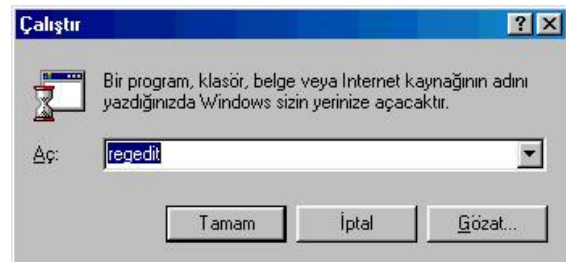 Çalıştır
Bir program, klasör, belge veya Internet kaynağının adını
yazdığınızda Windows sizin yerinize açacaktır.
Aç:
regedit
Tamam
İptal
Gözat...